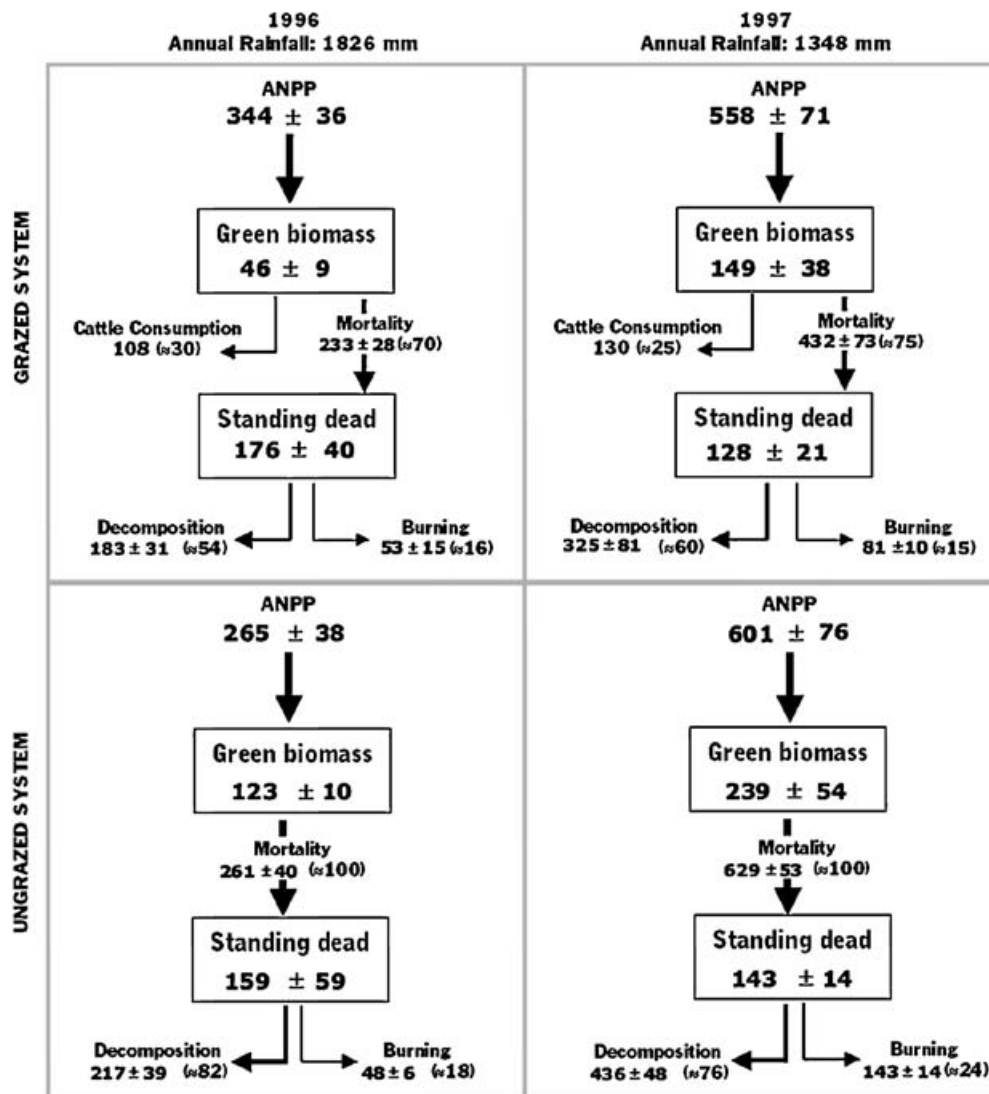 1996
Annual Rainfall: 1826 mm
1997
Annual Rainfall: 1348 mm
GRAZED SYSTEM
ANPP
344 ± 36
Green biomass
46 ± 9
Cattle Consumption
108 (≈30)
Mortality
233 ± 28 (≈70)
Standing dead
176 ± 40
Decomposition
183 ± 31 (≈54)
Burning
53 ± 15 (≈16)
ANPP
558 ± 71
Green biomass
149 ± 38
Cattle Consumption
130 (≈25)
Mortality
432 ± 73 (≈75)
Standing dead
128 ± 21
Decomposition
325 ± 81 (≈60)
Burning
81 ± 10 (≈15)
UNGRAZED SYSTEM
ANPP
265 ± 38
Green biomass
123 ± 10
Mortality
261 ± 40 (≈100)
Standing dead
159 ± 59
Decomposition
217 ± 39 (≈82)
Burning
48 ± 6 (≈18)
ANPP
601 ± 76
Green biomass
239 ± 54
Mortality
629 ± 53 (≈100)
Standing dead
143 ± 14
Decomposition
436 ± 48 (≈76)
Burning
143 ± 14 (≈24)